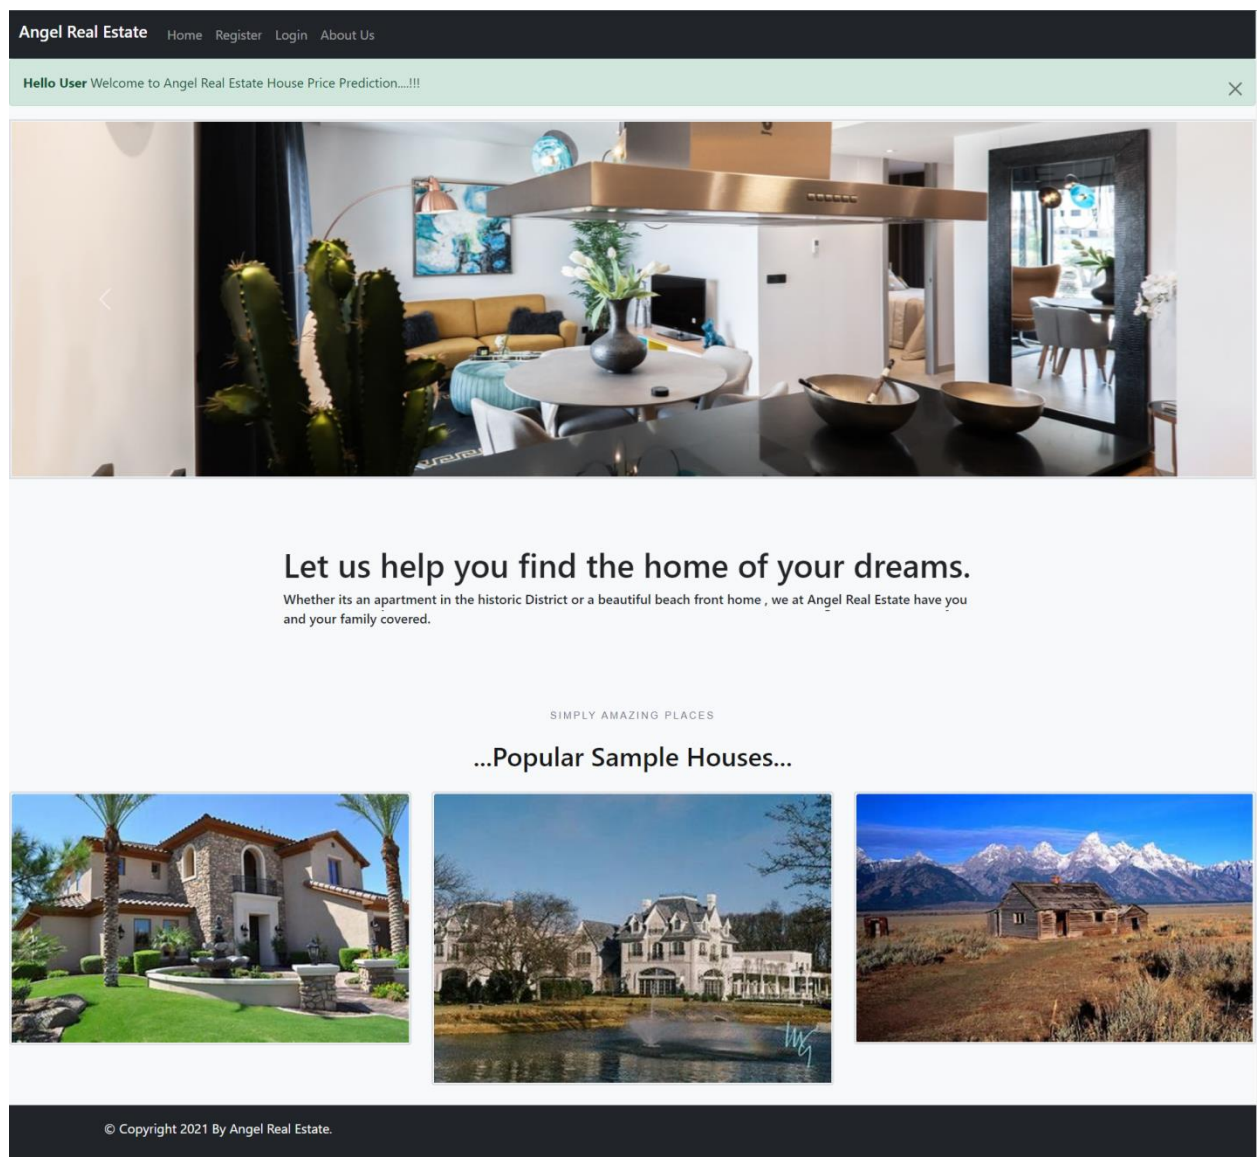 Angel Real Estate Home Register Login About Us
Hello User Welcome to Angel Real Estate House Price Prediction....!!!
Let us help you find the home of your dreams.
Whether its an apartment in the historic District or a beautiful beach front home , we at Angel Real Estate have you
and your family covered.
SIMPLY AMAZING PLACES
...Popular Sample Houses...
© Copyright 2021 By Angel Real Estate.